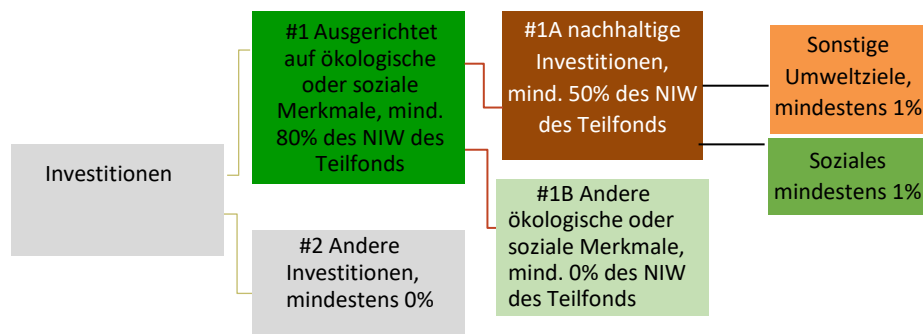 Investitionen
#1 Ausgerichtet
auf ökologische
oder soziale
Merkmale, mind.
80% des NIW des
Teilfonds
#2 Andere
Investitionen,
mindestens 0%
#1A nachhaltige
Investitionen,
mind. 50% des NIW
des Teilfonds
#1B Andere
ökologische oder
soziale Merkmale,
mind. 0% des NIW
des Teilfonds
Sonstige
Umweltziele,
mindestens 1%
Soziales
mindestens 1%